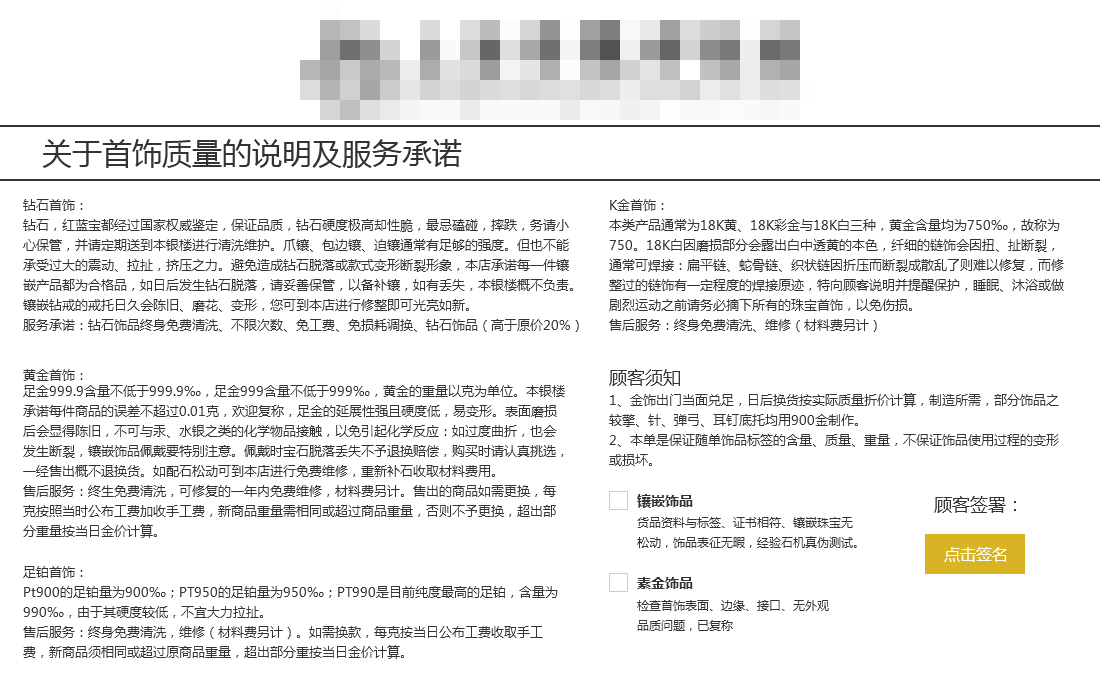 关于首饰质量的说明及服务承诺
钻石首饰：
钻石，红蓝宝都经过国家权威鉴定，保证品质，钻石硬度极高却性脆，最忌磕碰，摔跌，务请小
心保管，并请定期送到本银楼进行清洗维护。爪镶、包边镶、迫镶通常有足够的强度。但也不能
承受过大的震动、拉扯，挤压之力。避免造成钻石脱落或款式变形断裂形象，本店承诺每一件镶
嵌产品都为合格品，如日后发生钻石脱落，请妥善保管，以备补镶，如有丢失，本银楼概不负责。
镶嵌钻戒的戒托日久会陈旧、磨花、变形，您可到本店进行修整即可光亮如新。
服务承诺：钻石饰品终身免费清洗、不限次数、免工费、免损耗调换、钻石饰品（高于原价20%）
黄金首饰：
足金999.9含量不低于999.9‰，足金999含量不低于999‰，黄金的重量以克为单位。本银楼
承诺每件商品的误差不超过0.01克，欢迎复称，足金的延展性强且硬度低，易变形。表面磨损
后会显得陈旧，不可与汞、水银之类的化学物品接触，以免引起化学反应：如过度曲折，也会
发生断裂，镶嵌饰品佩戴要特别注意。佩戴时宝石脱落丢失不予退换赔偿，购买时请认真挑选，
一经售出概不退换货。如配石松动可到本店进行免费维修，重新补石收取材料费用。
售后服务：终生免费清洗，可修复的一年内免费维修，材料费另计。售出的商品如需更换，每
克按照当时公布工费加收手工费，新商品重量需相同或超过商品重量，否则不予更换，超出部
分重量按当日金价计算。
足铂首饰：
Pt900的足铂量为900‰；PT950的足铂量为950‰；PT990是目前纯度最高的足铂，含量为
990‰，由于其硬度较低，不宜大力拉扯。
售后服务：终身免费清洗，维修（材料费另计）。如需换款，每克按当日公布工费收取手工
费，新商品须相同或超过原商品重量，超出部分重按当日金价计算。
K金首饰：
本类产品通常为18K黄、18K彩金与18K白三种，黄金含量均为750‰，故称为
750。18K白因磨损部分会露出白中透黄的本色，纤细的链饰会因扭、扯断裂，
通常可焊接：扁平链、蛇骨链、织状链因折压而断裂成散乱了则难以修复，而修
整过的链饰有一定程度的焊接原迹，特向顾客说明并提醒保护，睡眠、沐浴或做
剧烈运动之前请务必摘下所有的珠宝首饰，以免伤损。
售后服务：终身免费清洗、维修（材料费另计）
顾客须知
1、金饰出门当面兑足，日后换货按实际质量折价计算，制造所需，部分饰品之
较擎、针、弹弓、耳钉底托均用900金制作。
2、本单是保证随单饰品标签的含量、质量、重量，不保证饰品使用过程的变形
或损坏。
镶嵌饰品
货品资料与标签、证书相符、镶嵌珠宝无
松动，饰品表征无暇，经验石机真伪测试。
素金饰品
检查首饰表面、边缘、接口、无外观
品质问题，已复称
顾客签署：
点击签名